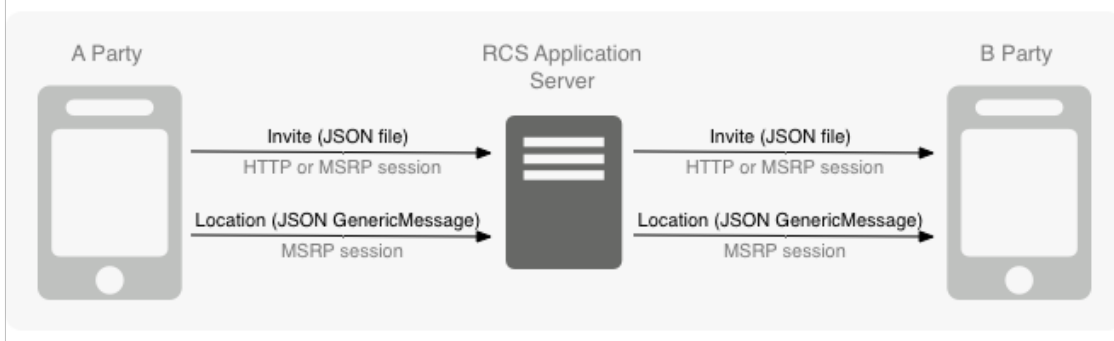 A Party
RCS Application
Server
B Party
Invite (JSON file)
HTTP or MSRP session
Location (JSON GenericMessage)
MSRP session
Invite (JSON file)
HTTP or MSRP session
Location (JSON GenericMessage)
MSRP session